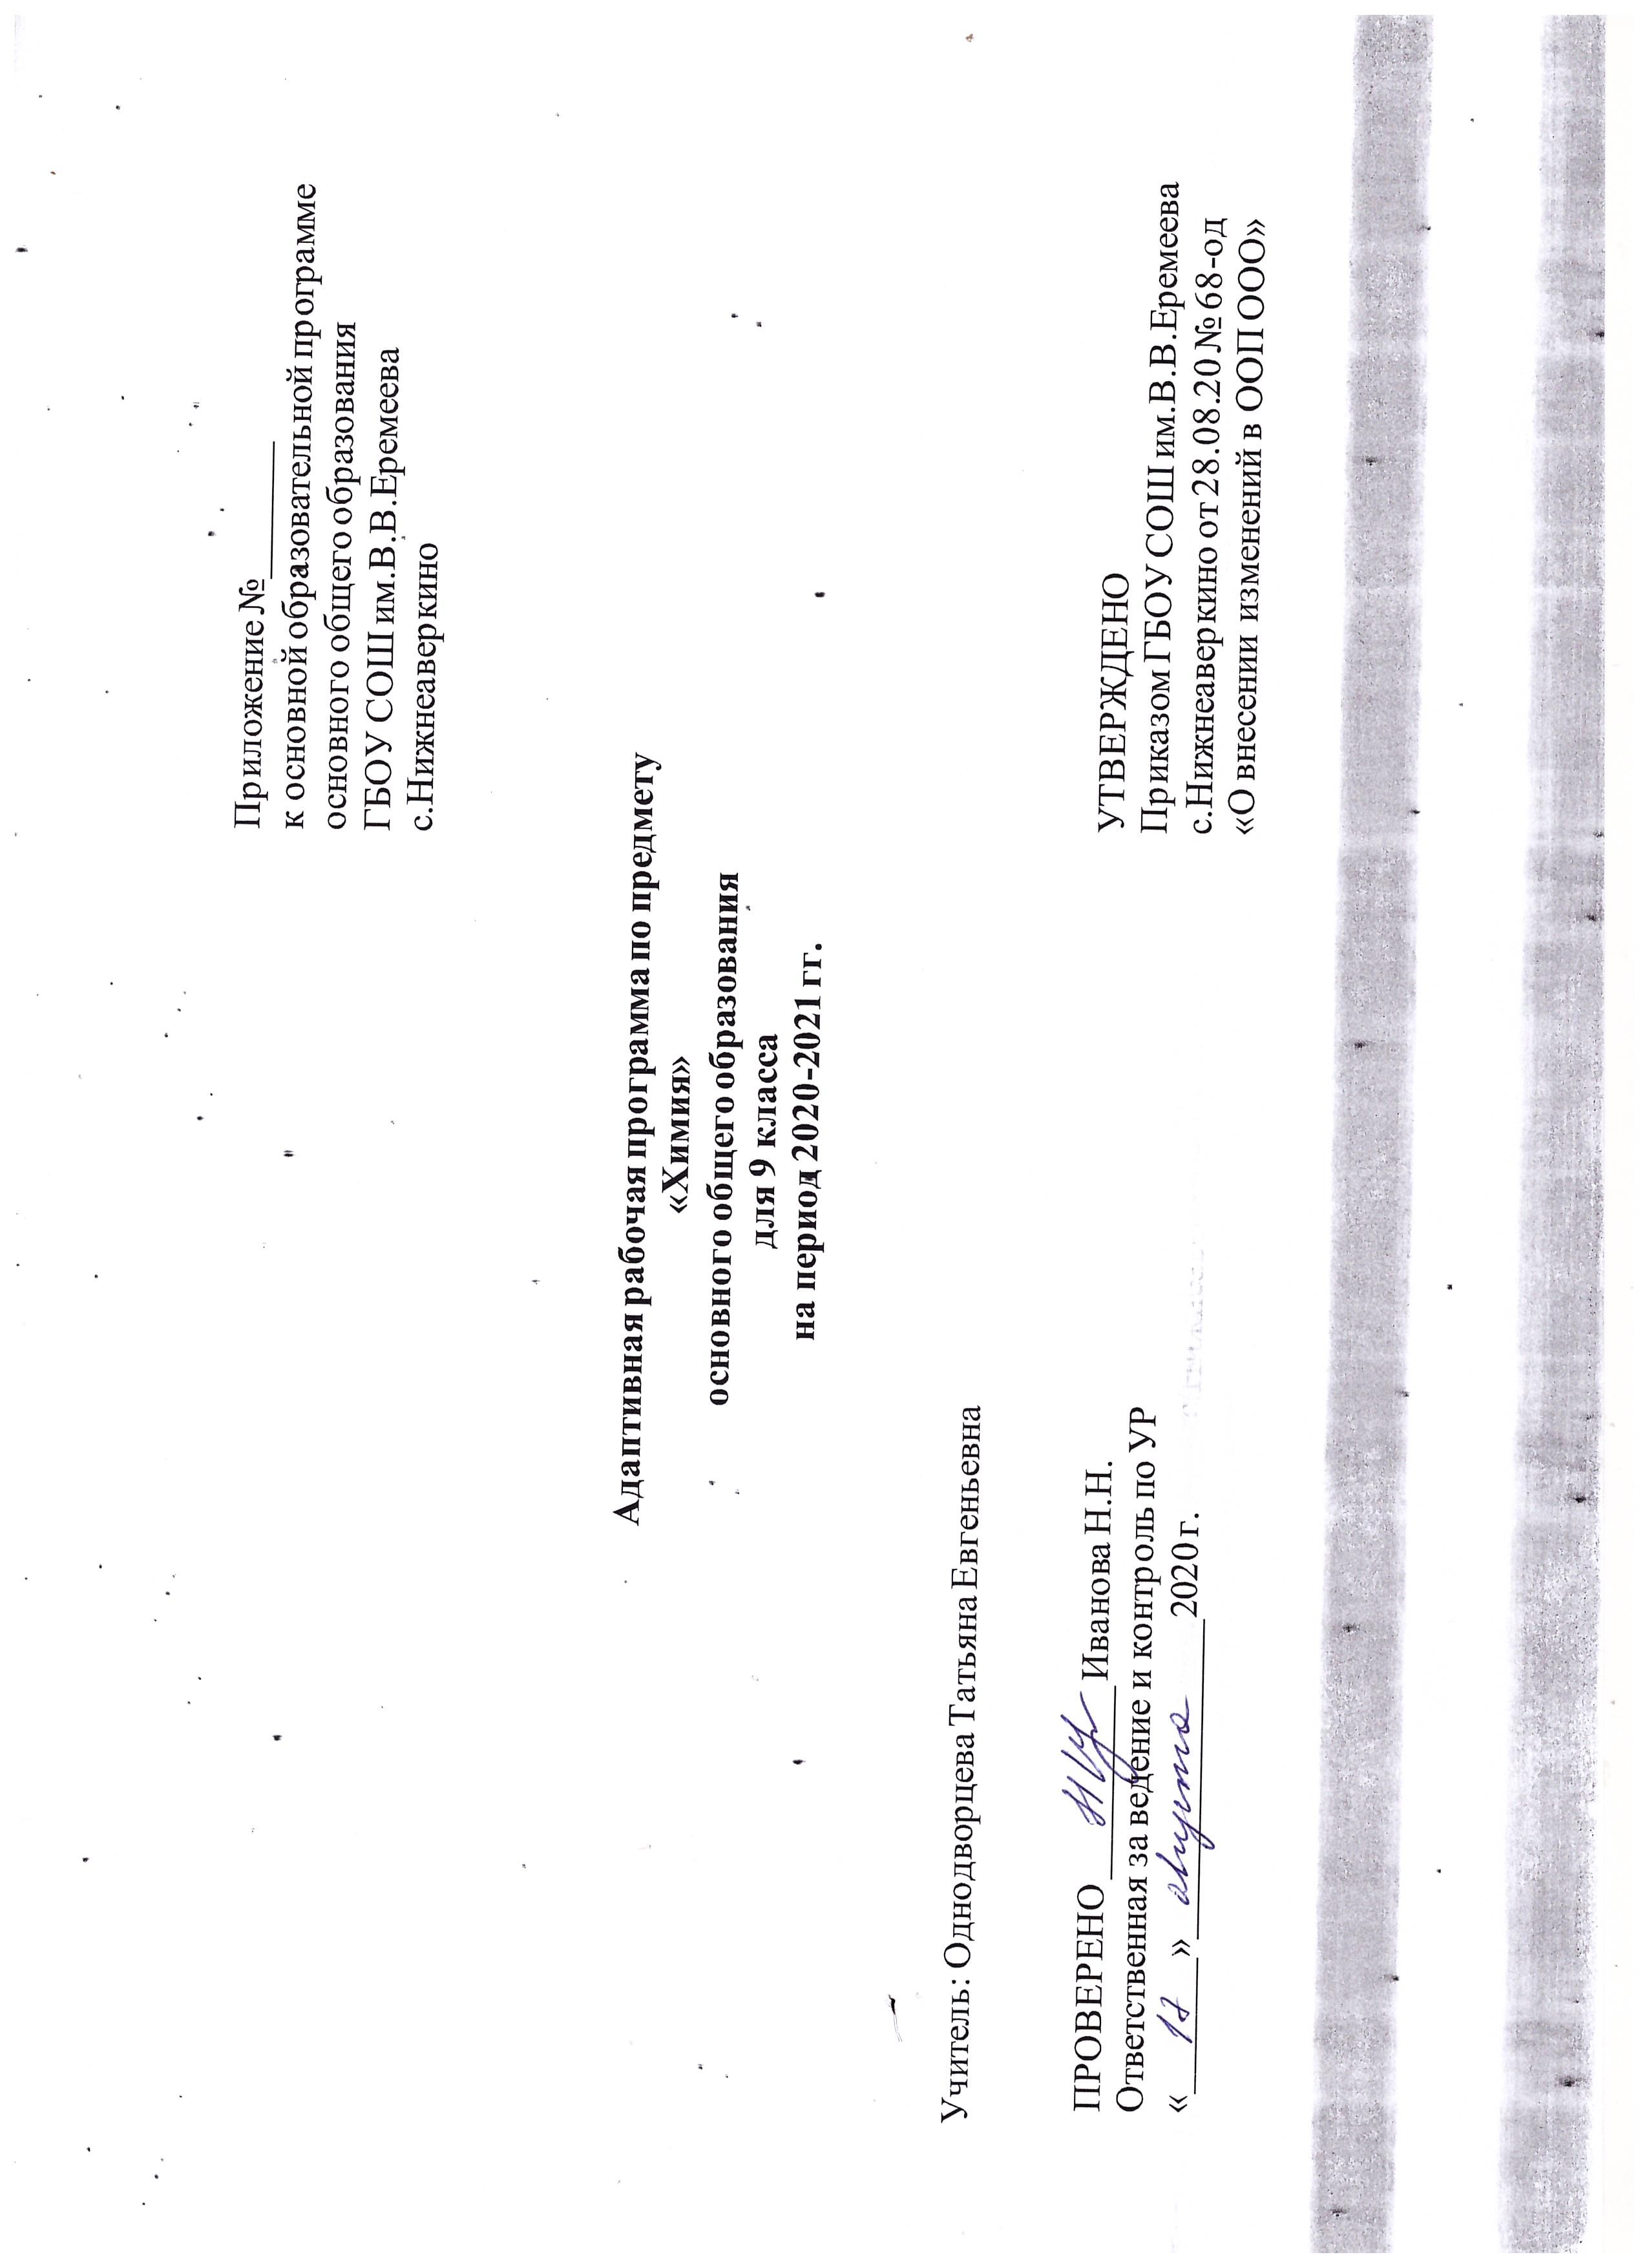 Приложение № ________
к основной образовательной программе
основного общего образования
ГБОУ СОШ им.В.В.Еремеева
с.Нижнеаверкино
Адаптивная рабочая программа по предмету
«Химия»
основного общего образования
для 9 класса
на период 2020-2021 гг.
Учитель: Однодворцева Татьяна Евгеньевна
ПРОВЕРЕНО ________ Иванова Н.Н.
Ответственная за ведение и контроль по УР
« 17 » августа 2020 г.
УТВЕРЖДЕНО
Приказом ГБОУ СОШ им.В.В.Еремеева
с.Нижнеаверкино от 28.08.20 № 68-од
«О внесении изменений в ООП ООО»